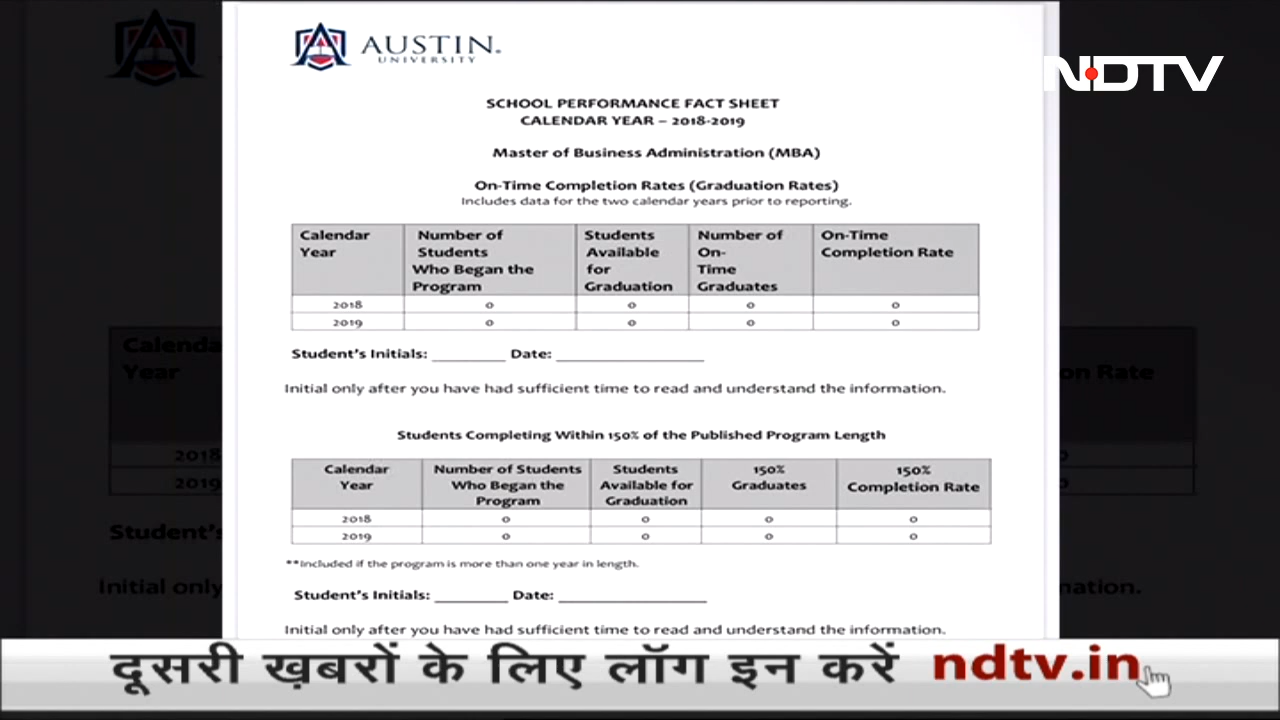 AUSTIN
UNIVERSITY
NDTV
SCHOOL PERFORMANCE FACT SHEET
CALENDAR YEAR – 2018-2019
Master of Business Administration (MBA)
On-Time Completion Rates (Graduation Rates)
Includes data for the two calendar years prior to reporting.
Calendar Year | Number of Students Who Began the Program | Students Available for Graduation | Number of On-Time Graduates | On-Time Completion Rate
2018 0 0 0 0
2019 0 0 0 0
Student's Initials: ________ Date: ________________
Initial only after you have had sufficient time to read and understand the information.
Students Completing Within 150% of the Published Program Length
Calendar Year | Number of Students Who Began the Program | Students Available for Graduation | 150% Graduates | 150% Completion Rate
2018 0 0 0 0
2019 0 0 0 0
**Included if the program is more than one year in length.
Student's Initials: ________ Date: ________________
Initial only after you have had sufficient time to read and understand the information.
दूसरी ख़बरों के लिए लॉग इन करें ndtv.in